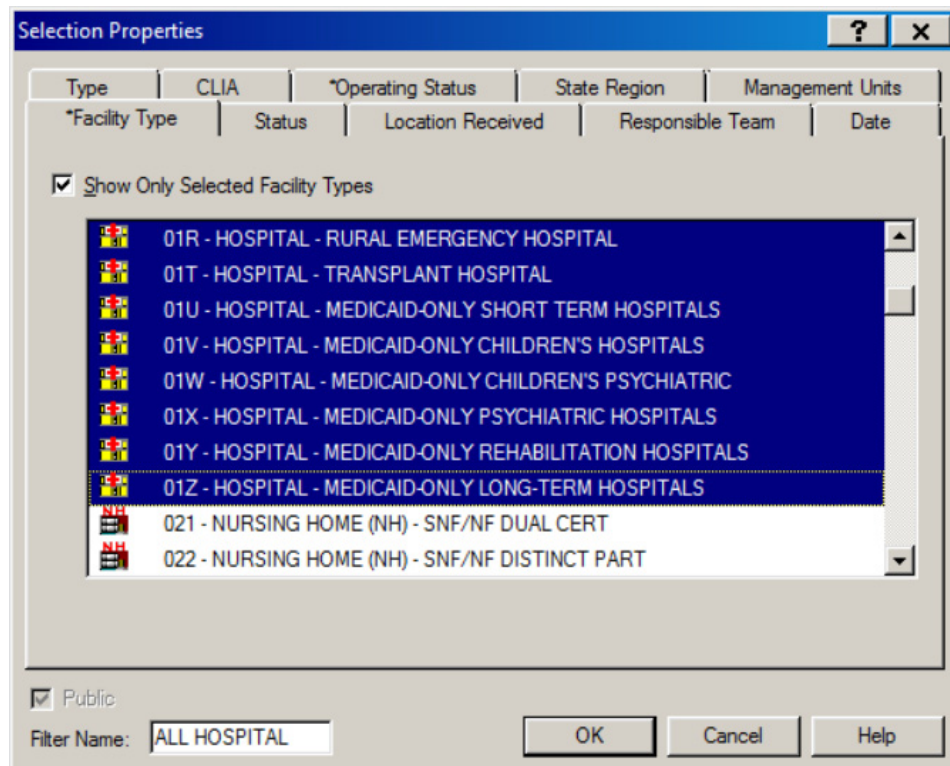 Selection Properties
Type CLIA *Operating Status State Region Management Units
*Facility Type Status Location Received Responsible Team Date
Show Only Selected Facility Types
01R - HOSPITAL - RURAL EMERGENCY HOSPITAL
01T - HOSPITAL - TRANSPLANT HOSPITAL
01U - HOSPITAL - MEDICAID-ONLY SHORT TERM HOSPITALS
01V - HOSPITAL - MEDICAID-ONLY CHILDREN'S HOSPITALS
01W - HOSPITAL - MEDICAID-ONLY CHILDREN'S PSYCHIATRIC
01X - HOSPITAL - MEDICAID-ONLY PSYCHIATRIC HOSPITALS
01Y - HOSPITAL - MEDICAID-ONLY REHABILITATION HOSPITALS
01Z - HOSPITAL - MEDICAID-ONLY LONG-TERM HOSPITALS
NH 021 - NURSING HOME (NH) - SNF/NF DUAL CERT
NH 022 - NURSING HOME (NH) - SNF/NF DISTINCT PART
Public
Filter Name: ALL HOSPITAL OK Cancel Help